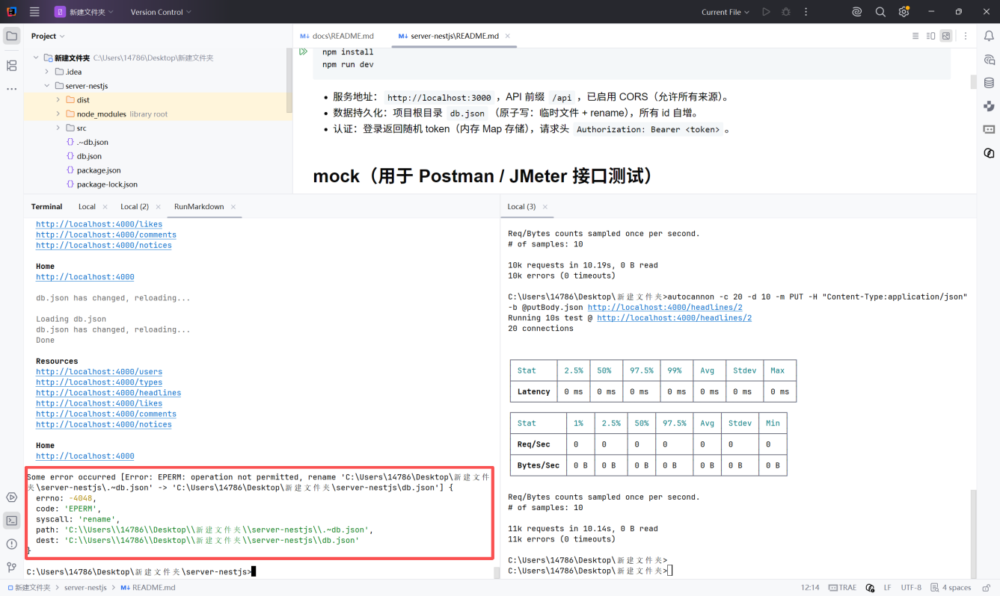 新建文件夹
Version Control
Current File
Project
docs\README.md
server-nestjs\README.md
新建文件夹 C:\Users\14786\Desktop\新建文件夹
.idea
server-nestjs
dist
node_modules library root
src
.~db.json
db.json
package.json
package-lock.json
npm install
npm run dev
服务地址： http://localhost:3000 ，API 前缀 /api ，已启用 CORS（允许所有来源）。
数据持久化：项目根目录 db.json （原子写：临时文件 + rename），所有 id 自增。
认证：登录返回随机 token（内存 Map 存储），请求头 Authorization: Bearer <token> 。
mock（用于 Postman / JMeter 接口测试）
Terminal
Local
Local (2)
RunMarkdown
http://localhost:4000/likes
http://localhost:4000/comments
http://localhost:4000/notices
Home
http://localhost:4000
db.json has changed, reloading...
Loading db.json
db.json has changed, reloading...
Done
Resources
http://localhost:4000/users
http://localhost:4000/types
http://localhost:4000/headlines
http://localhost:4000/likes
http://localhost:4000/comments
http://localhost:4000/notices
Home
http://localhost:4000
Some error occurred [Error: EPERM: operation not permitted, rename 'C:\Users\14786\Desktop\新建文件
夹\server-nestjs\.~db.json' -> 'C:\Users\14786\Desktop\新建文件夹\server-nestjs\db.json'] {
errno: -4048,
code: 'EPERM',
syscall: 'rename',
path: 'C:\\Users\\14786\\Desktop\\新建文件夹\\server-nestjs\\.~db.json',
dest: 'C:\\Users\\14786\\Desktop\\新建文件夹\\server-nestjs\\db.json'
}
C:\Users\14786\Desktop\新建文件夹\server-nestjs>
Local (3)
Req/Bytes counts sampled once per second.
# of samples: 10
10k requests in 10.19s, 0 B read
10k errors (0 timeouts)
C:\Users\14786\Desktop\新建文件夹>autocannon -c 20 -d 10 -m PUT -H "Content-Type:application/json"
-b @putBody.json http://localhost:4000/headlines/2
Running 10s test @ http://localhost:4000/headlines/2
20 connections
Stat 2.5% 50% 97.5% 99% Avg Stdev Max
Latency 0 ms 0 ms 0 ms 0 ms 0 ms 0 ms 0 ms
Stat 1% 2.5% 50% 97.5% Avg Stdev Min
Req/Sec 0 0 0 0 0 0 0
Bytes/Sec 0 B 0 B 0 B 0 B 0 B 0 B 0 B
Req/Bytes counts sampled once per second.
# of samples: 10
11k requests in 10.14s, 0 B read
11k errors (0 timeouts)
C:\Users\14786\Desktop\新建文件夹>
C:\Users\14786\Desktop\新建文件夹>
新建文件夹 > server-nestjs > README.md
12:14 TRAE LF UTF-8 4 spaces